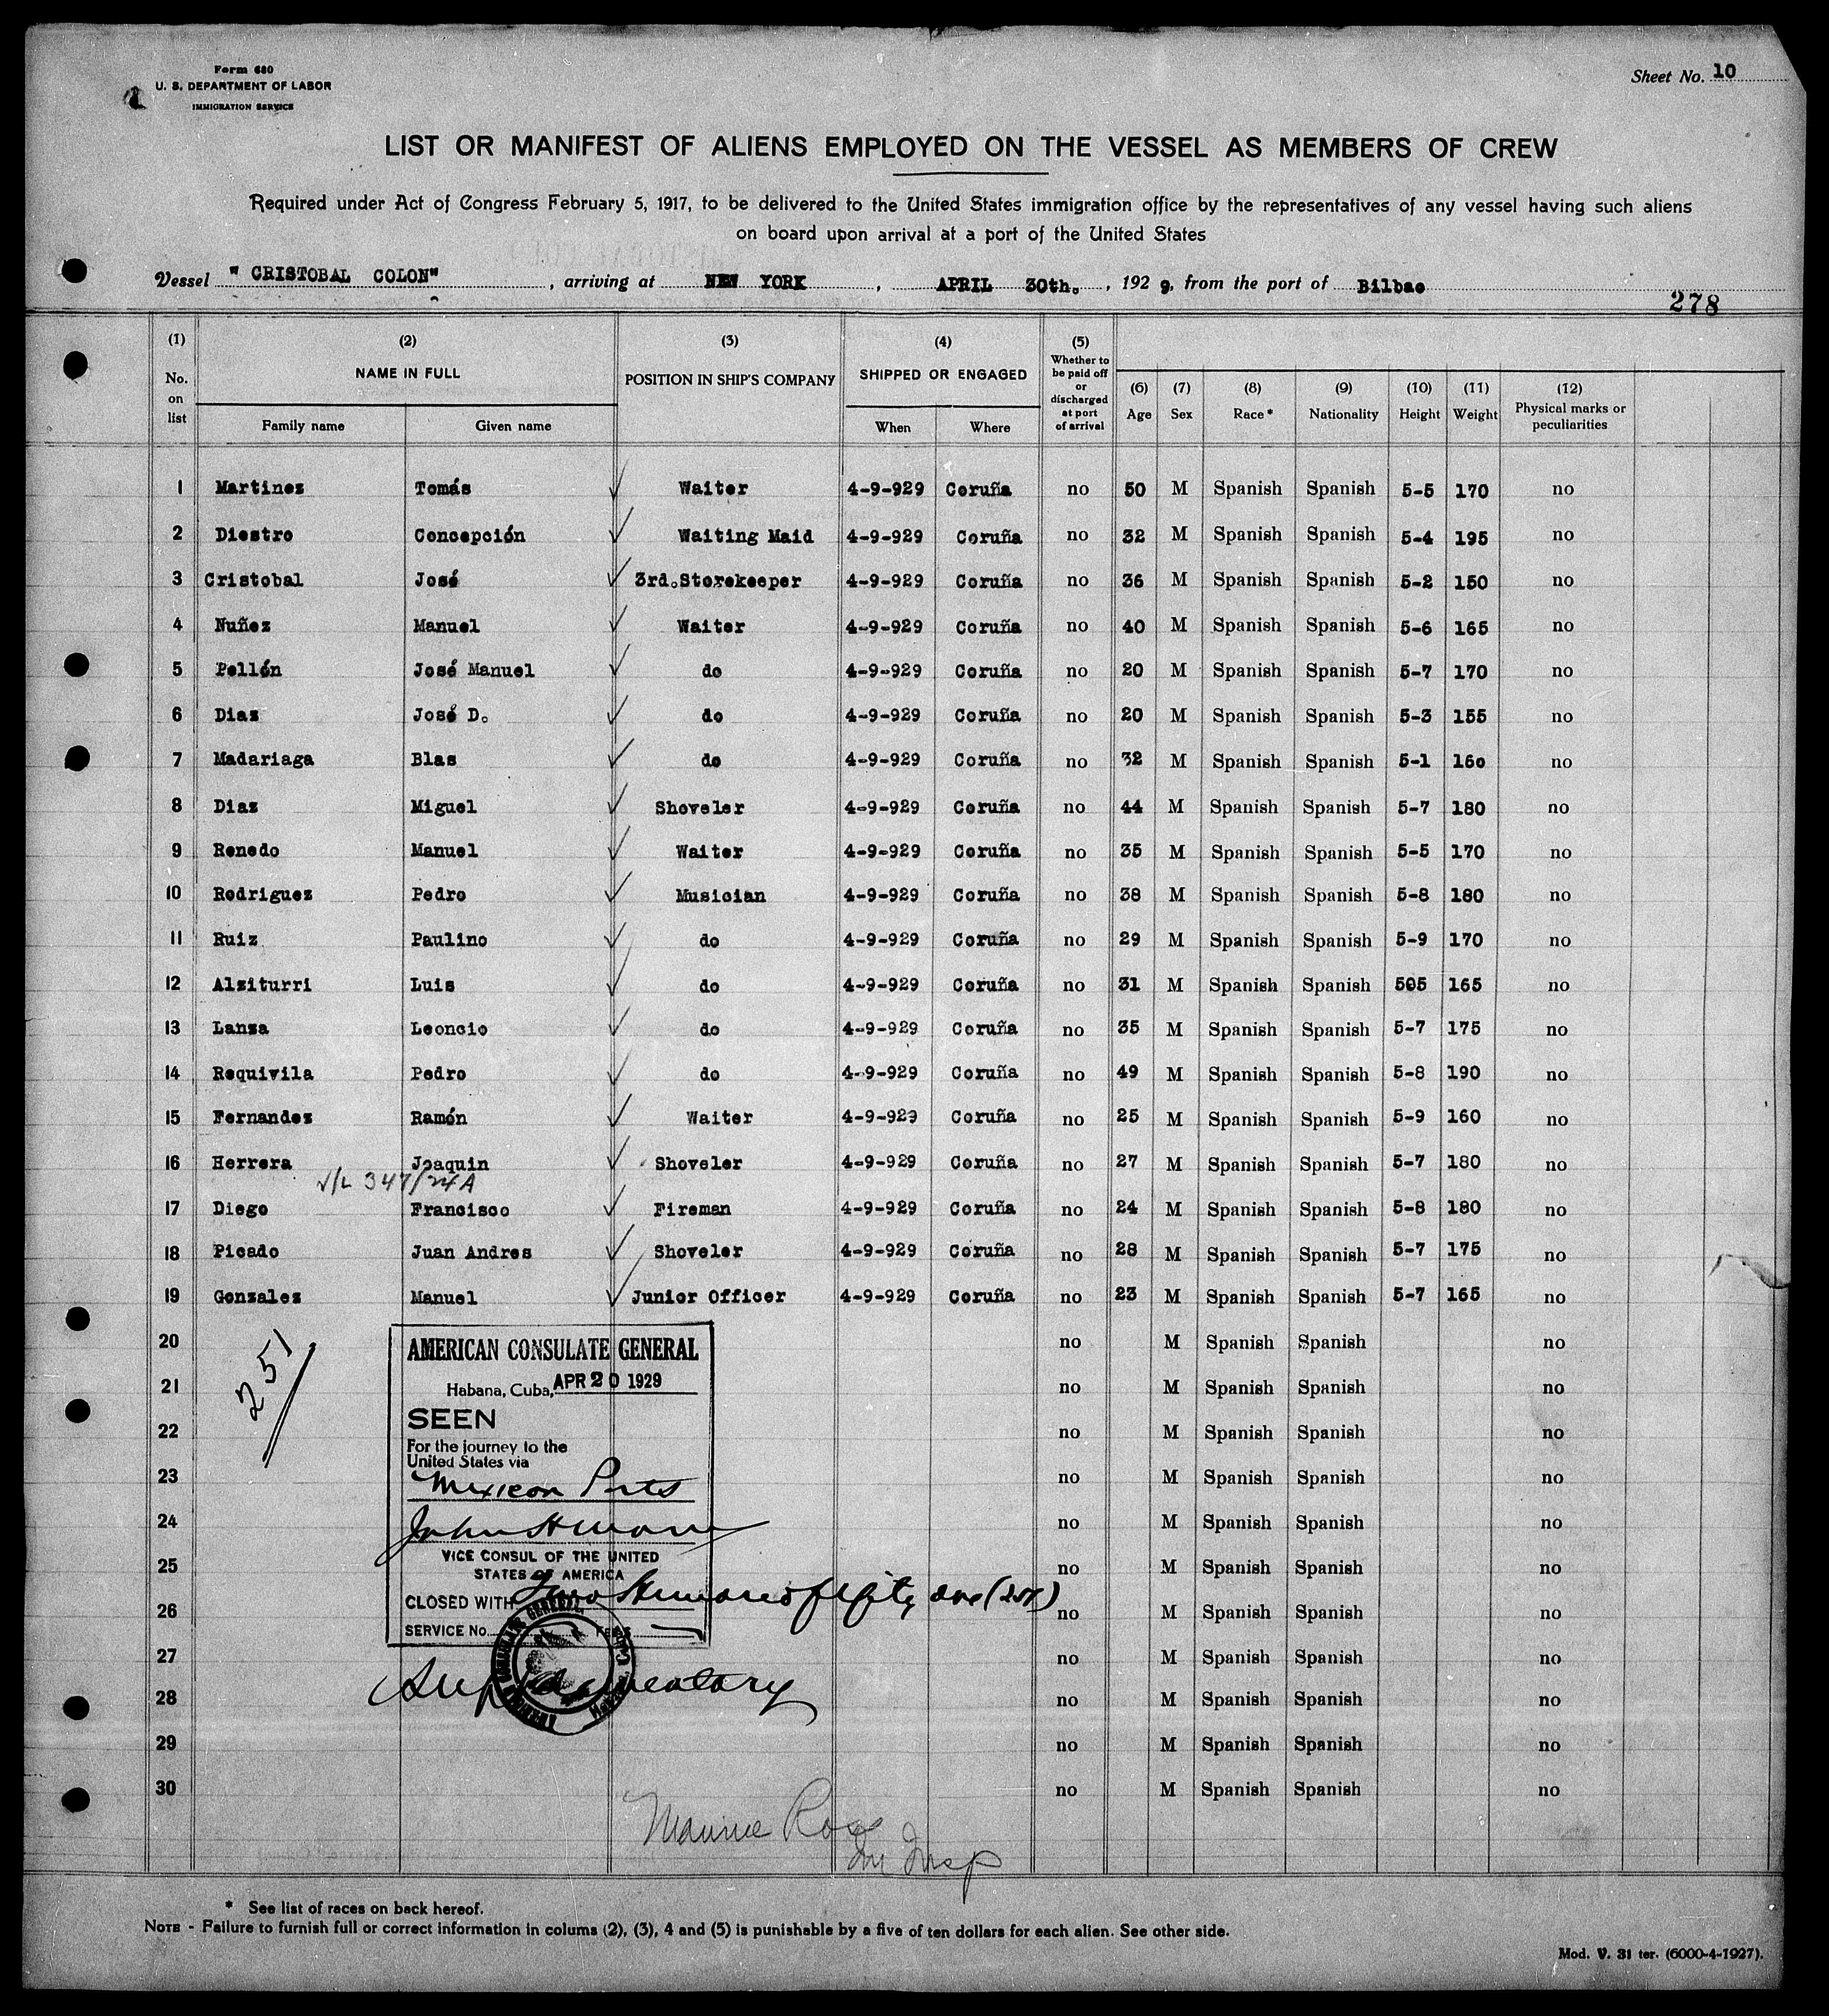 Form 680
U. S. DEPARTMENT OF LABOR
IMMIGRATION SERVICE
Sheet No. 10
LIST OR MANIFEST OF ALIENS EMPLOYED ON THE VESSEL AS MEMBERS OF CREW
Required under Act of Congress February 5, 1917, to be delivered to the United States immigration office by the representatives of any vessel having such aliens
on board upon arrival at a port of the United States
Vessel "CRISTOBAL COLON", arriving at NEW YORK, APRIL 30th., 1929, from the port of Bilbao
278
(1) No. on list (2) NAME IN FULL Family name Given name (3) POSITION IN SHIP'S COMPANY (4) SHIPPED OR ENGAGED When Where (5) Whether to be paid off or discharged at port of arrival (6) Age (7) Sex (8) Race* (9) Nationality (10) Height (11) Weight (12) Physical marks or peculiarities
1 Martinez Tomás Waiter 4-9-929 Coruña no 50 M Spanish Spanish 5-5 170 no
2 Diestro Concepción Waiting Maid 4-9-929 Coruña no 32 M Spanish Spanish 5-4 195 no
3 Cristobal José 3rd.Storekeeper 4-9-929 Coruña no 36 M Spanish Spanish 5-2 150 no
4 Nuñez Manuel Waiter 4-9-929 Coruña no 40 M Spanish Spanish 5-6 165 no
5 Pellón José Manuel do 4-9-929 Coruña no 20 M Spanish Spanish 5-7 170 no
6 Diaz José D. do 4-9-929 Coruña no 20 M Spanish Spanish 5-3 155 no
7 Madariaga Blas do 4-9-929 Coruña no 32 M Spanish Spanish 5-1 160 no
8 Diaz Miguel Shoveler 4-9-929 Coruña no 44 M Spanish Spanish 5-7 180 no
9 Renedo Manuel Waiter 4-9-929 Coruña no 35 M Spanish Spanish 5-5 170 no
10 Rodriguez Pedro Musician 4-9-929 Coruña no 38 M Spanish Spanish 5-8 180 no
11 Ruiz Paulino do 4-9-929 Coruña no 29 M Spanish Spanish 5-9 170 no
12 Alziturri Luis do 4-9-929 Coruña no 31 M Spanish Spanish 505 165 no
13 Lanza Leoncio do 4-9-929 Coruña no 35 M Spanish Spanish 5-7 175 no
14 Requivila Pedro do 4-9-929 Coruña no 49 M Spanish Spanish 5-8 190 no
15 Fernandez Ramón Waiter 4-9-929 Coruña no 25 M Spanish Spanish 5-9 160 no
16 Herrera Joaquin Shoveler 4-9-929 Coruña no 27 M Spanish Spanish 5-7 180 no
347/24A
17 Diego Francisco Fireman 4-9-929 Coruña no 24 M Spanish Spanish 5-8 180 no
18 Picado Juan Andres Shoveler 4-9-929 Coruña no 28 M Spanish Spanish 5-7 175 no
19 Gonzalez Manuel Junior Officer 4-9-929 Coruña no 23 M Spanish Spanish 5-7 165 no
20 no M Spanish Spanish no
21 no M Spanish Spanish no
22 no M Spanish Spanish no
23 no M Spanish Spanish no
24 no M Spanish Spanish no
25 no M Spanish Spanish no
26 no M Spanish Spanish no
27 no M Spanish Spanish no
28 no M Spanish Spanish no
29 no M Spanish Spanish no
30 no M Spanish Spanish no
251
AMERICAN CONSULATE GENERAL
Habana, Cuba, APR 20 1929
SEEN
For the journey to the
United States via
Mexican Ports
VICE CONSUL OF THE UNITED
STATES OF AMERICA
CLOSED WITH Two Hundred fifty one (251)
SERVICE No. Fee $
Supplementary
Maurice
Im Insp
* See list of races on back hereof.
NOTE - Failure to furnish full or correct information in colums (2), (3), 4 and (5) is punishable by a five of ten dollars for each alien. See other side.
Mod. V. 31 ter. (6000-4-1927).